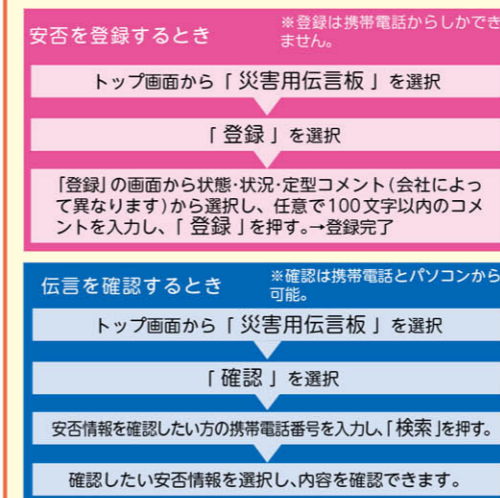 安否を登録するとき
※登録は携帯電話からしかでき
ません。
トップ画面から「 災害用伝言板 」を選択
「 登録 」を選択
「登録」の画面から状態・状況・定型コメント(会社によっ
て異なります)から選択し、任意で100文字以内のコメ
ントを入力し、「 登録 」を押す。→登録完了
伝言を確認するとき
※確認は携帯電話とパソコンから
可能。
トップ画面から「 災害用伝言板 」を選択
「 確認 」を選択
安否情報を確認したい方の携帯電話番号を入力し、「検索」を押す。
確認したい安否情報を選択し、内容を確認できます。